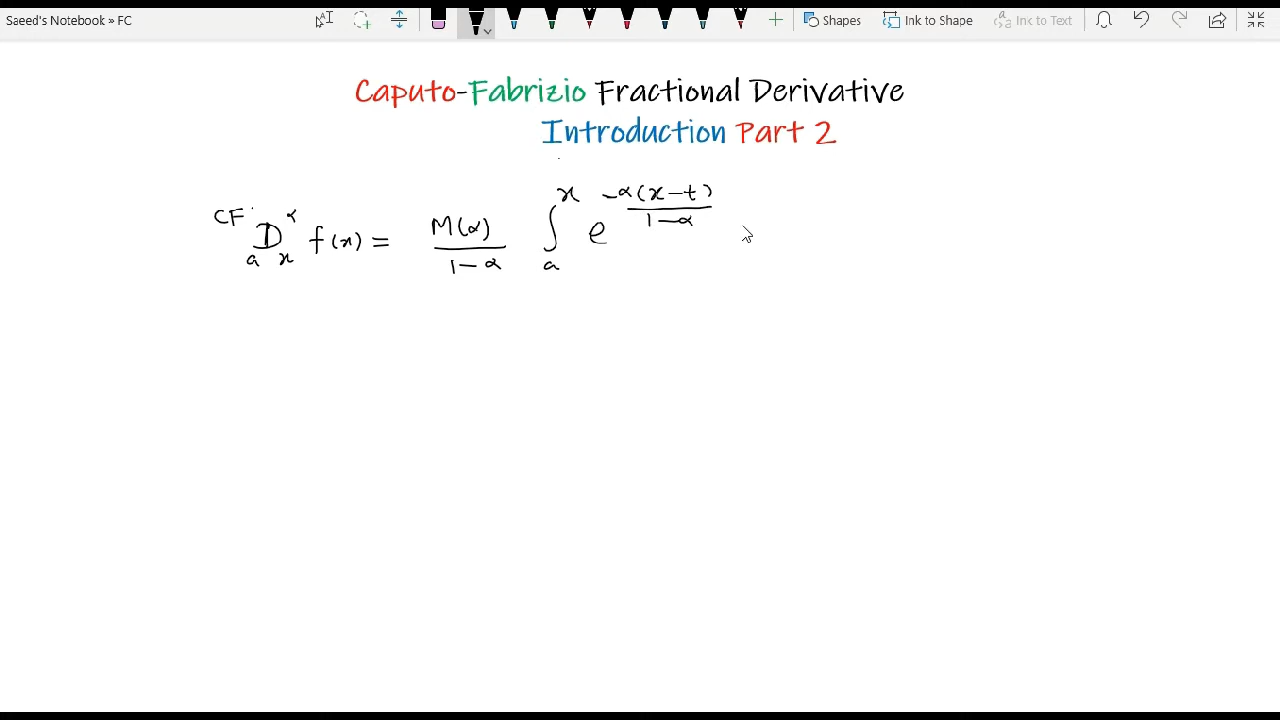 Saeed's Notebook » FC Shapes Ink to Shape Ink to Text
Caputo-Fabrizio Fractional Derivative
Introduction Part 2
CF D α a x f(x) = M(α) / 1-α ∫ a x e -α(x-t) / 1-α